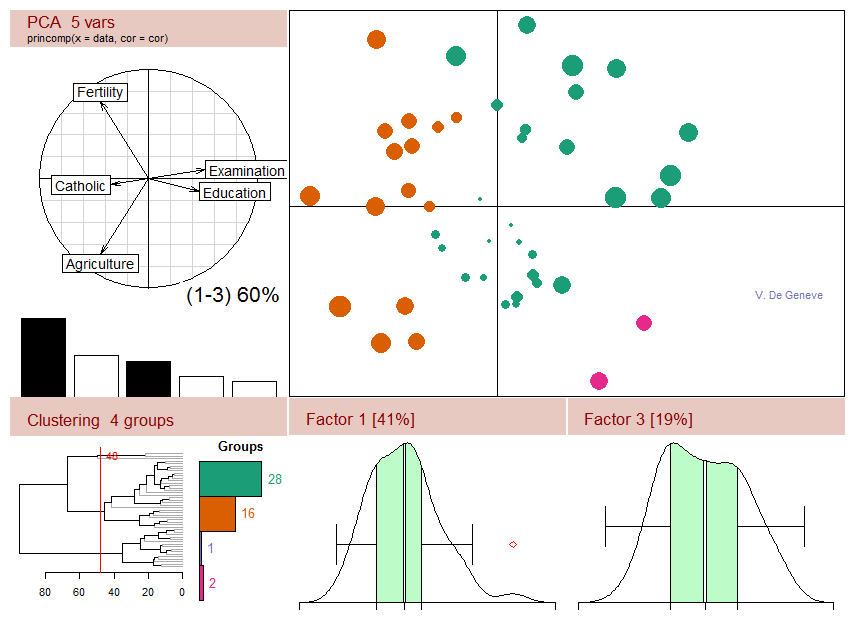 PCA  5 vars
princomp(x = data, cor = cor)
Fertility
Examination
Catholic
Education
Agriculture
(1-3) 60%
V. De Geneve
Clustering  4 groups
Factor 1 [41%]
Factor 3 [19%]
Groups
48
28
16
1
2
80 60 40 20 0